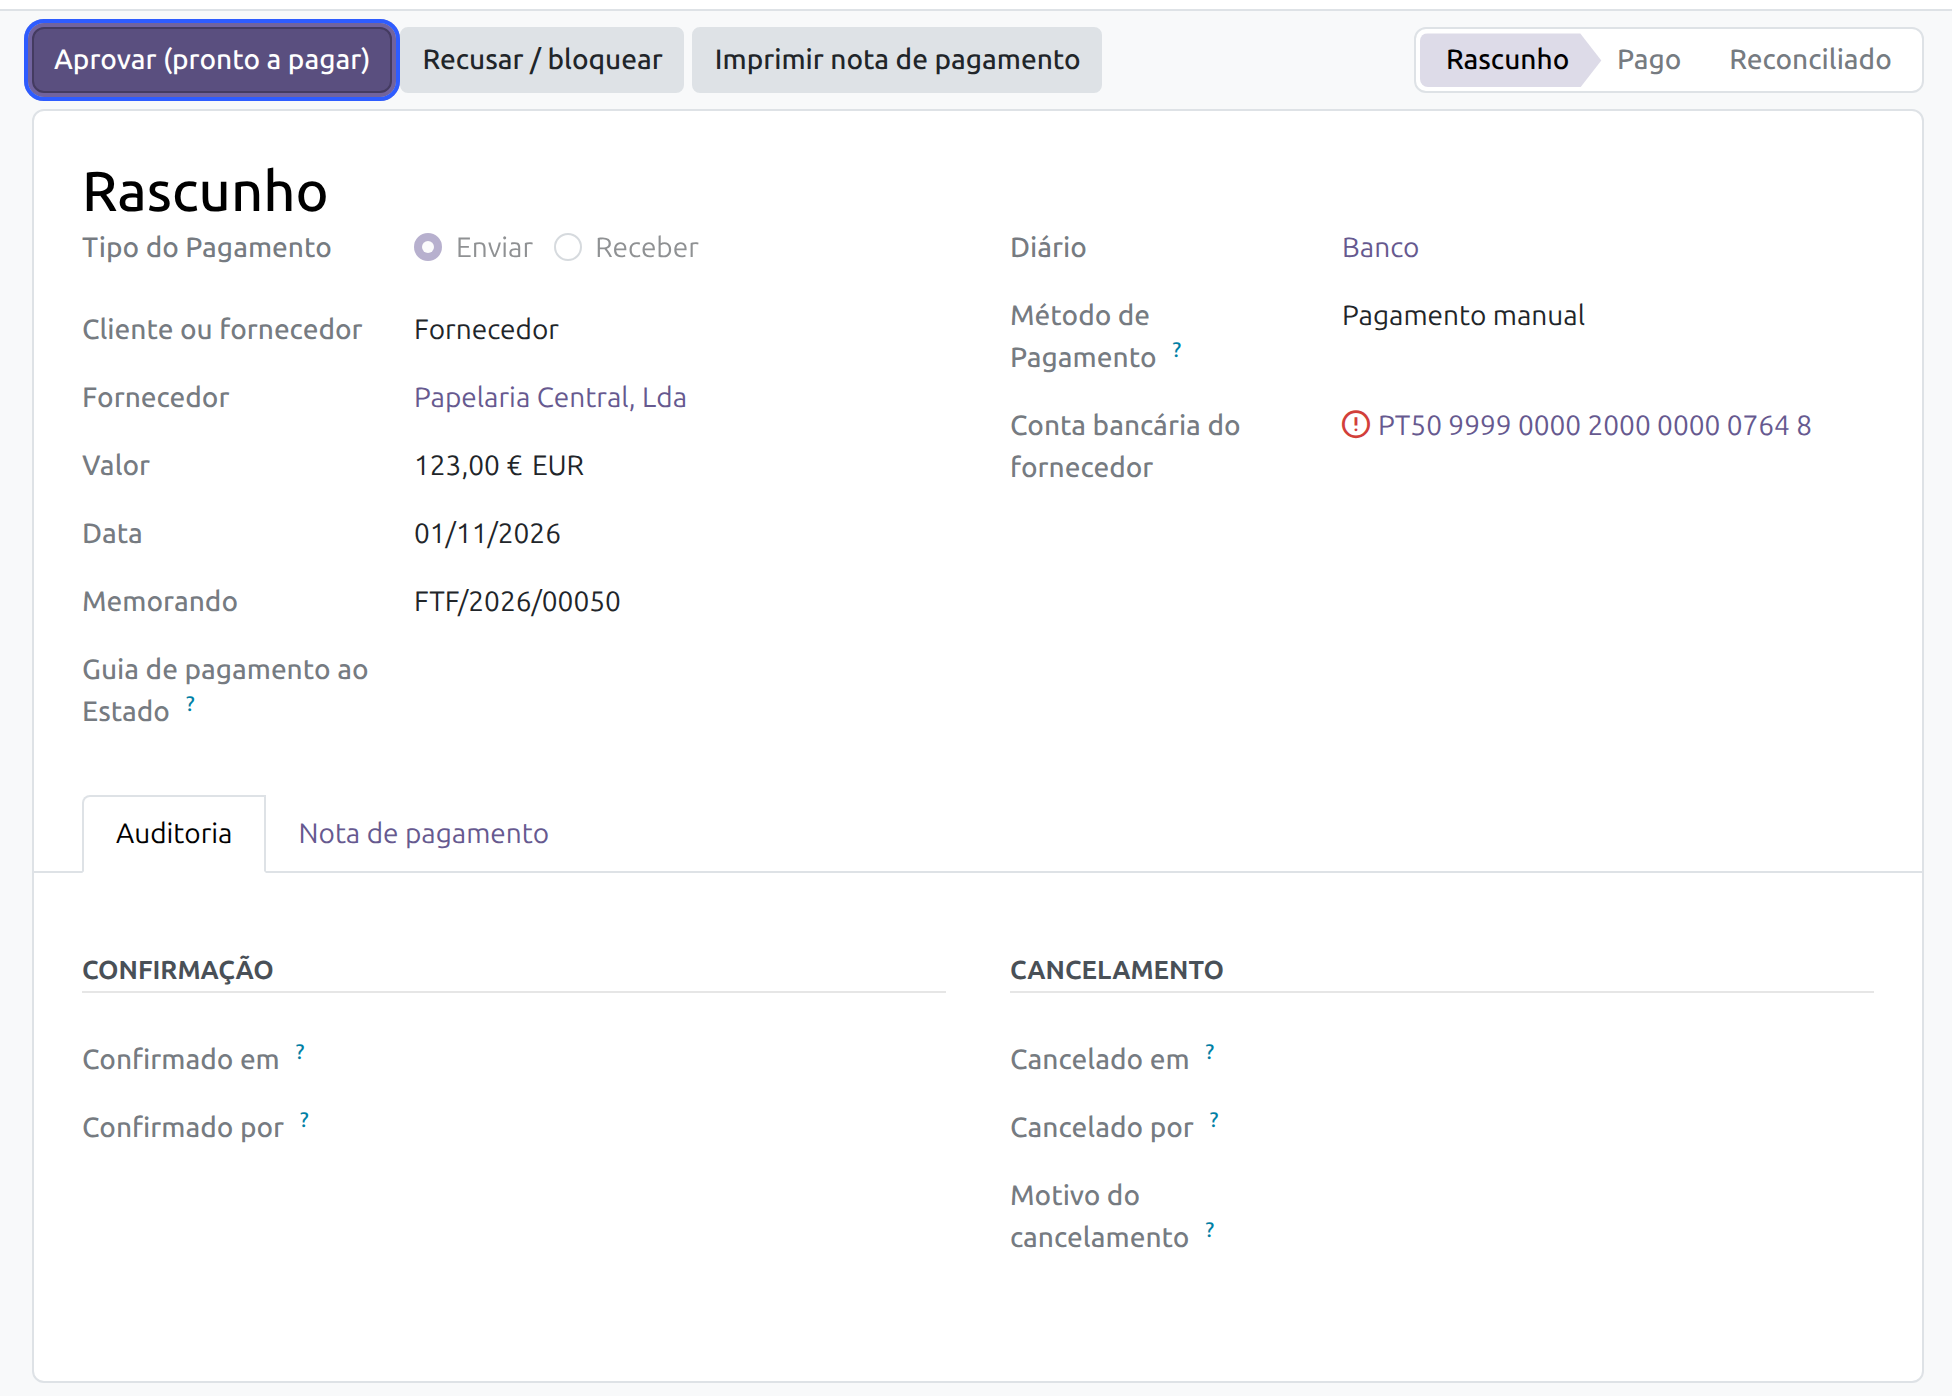 Aprovar (pronto a pagar)
Recusar / bloquear
Imprimir nota de pagamento
Rascunho
Pago
Reconciliado
Rascunho
Tipo do Pagamento
Enviar
Receber
Cliente ou fornecedor
Fornecedor
Fornecedor
Papelaria Central, Lda
Valor
123,00 € EUR
Data
01/11/2026
Memorando
FTF/2026/00050
Guia de pagamento ao
Estado ?
Diário
Banco
Método de
Pagamento ?
Pagamento manual
Conta bancária do
fornecedor
PT50 9999 0000 2000 0000 0764 8
Auditoria
Nota de pagamento
CONFIRMAÇÃO
Confirmado em ?
Confirmado por ?
CANCELAMENTO
Cancelado em ?
Cancelado por ?
Motivo do
cancelamento ?